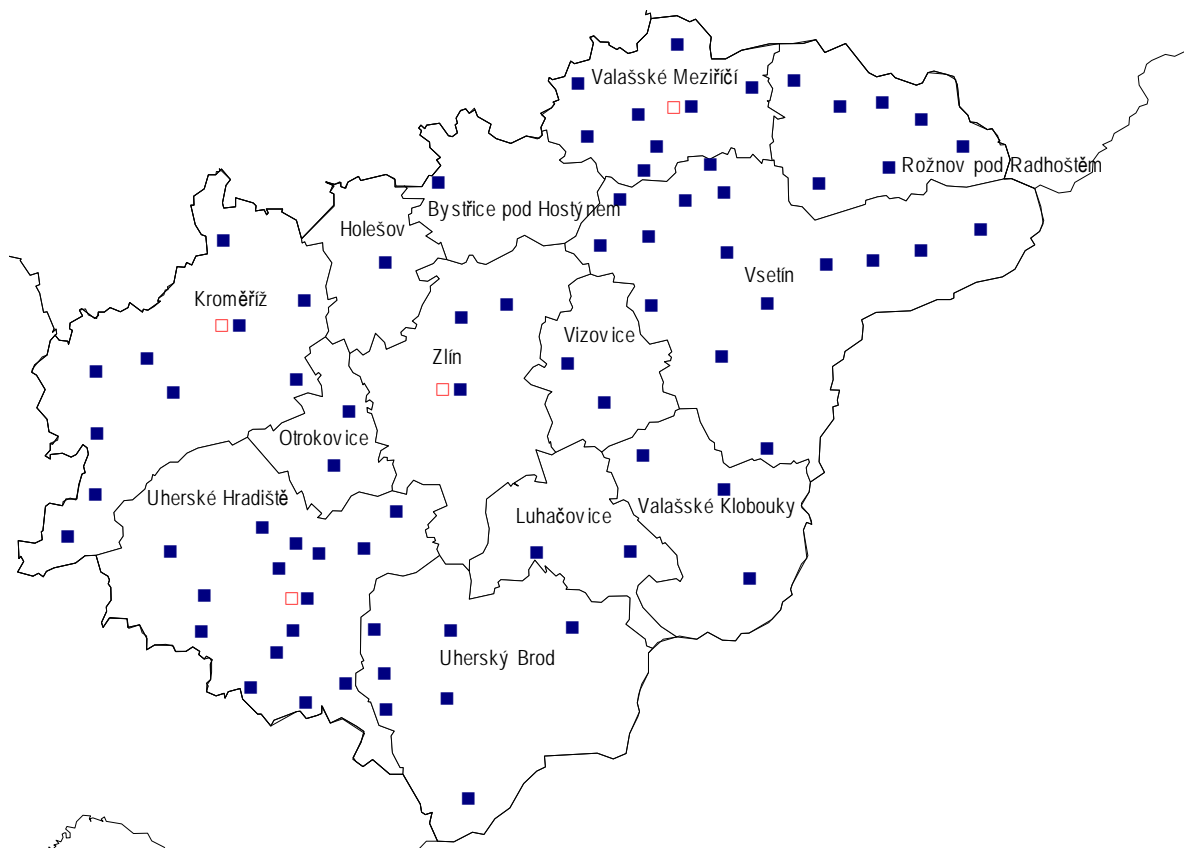 Valašské Meziříčí
Rožnov pod Radhoštěm
Bystřice pod Hostýnem
Holešov
Vsetín
Kroměříž
Vizovice
Zlín
Otrokovice
Uherské Hradiště
Valašské Klobouky
Luhačovice
Uherský Brod